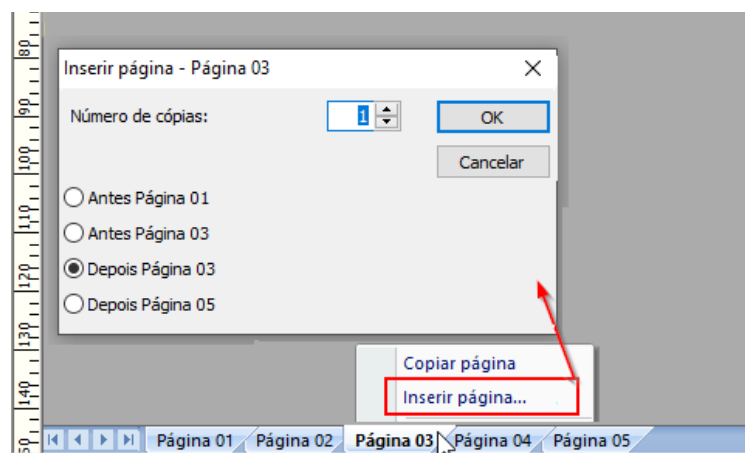 80
Inserir página - Página 03
90
Número de cópias:
1
OK
100
Cancelar
Antes Página 01
110
Antes Página 03
120
Depois Página 03
Depois Página 05
130
Copiar página
140
Inserir página...
Página 01 Página 02 Página 03 Página 04 Página 05